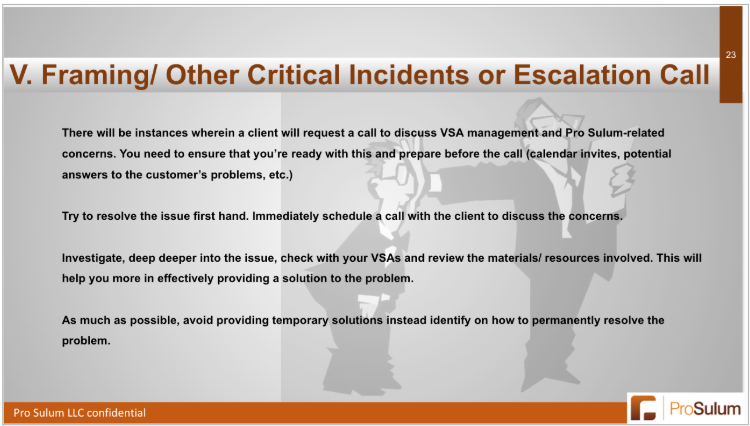 23
V. Framing/ Other Critical Incidents or Escalation Call
There will be instances wherein a client will request a call to discuss VSA management and Pro Sulum-related
concerns. You need to ensure that you're ready with this and prepare before the call (calendar invites, potential
answers to the customer's problems, etc.)
Try to resolve the issue first hand. Immediately schedule a call with the client to discuss the concerns.
Investigate, deep deeper into the issue, check with your VSAs and review the materials/ resources involved. This will
help you more in effectively providing a solution to the problem.
As much as possible, avoid providing temporary solutions instead identify on how to permanently resolve the
problem.
Pro Sulum LLC confidential
ProSulum